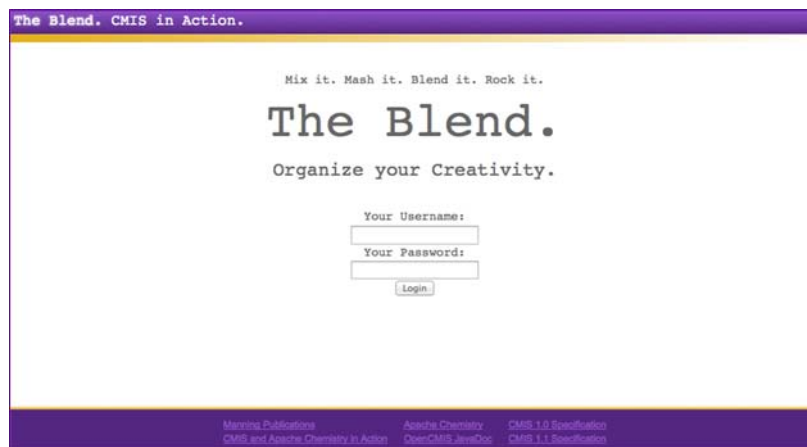 The Blend. CMIS in Action.
Mix it. Mash it. Blend it. Rock it.
The Blend.
Organize your Creativity.
Your Username:
Your Password:
Login
Manning Publications Apache Chemistry CMIS 1.0 Specification
CMIS and Apache Chemistry in Action OpenCMIS JavaDoc CMIS 1.1 Specification